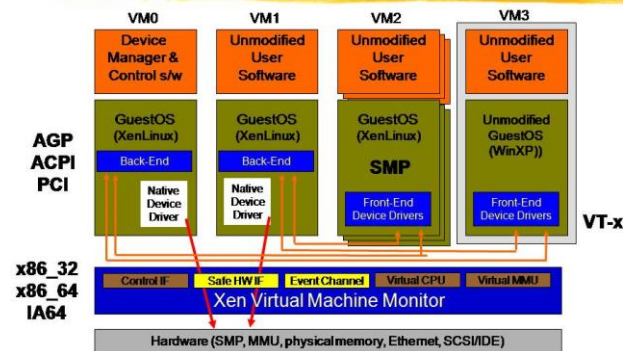 VM0
VM1
VM2
VM3
Device
Manager &
Control s/w
Unmodified
User
Software
Unmodified
User
Software
Unmodified
User
Software
GuestOS
(XenLinux)
Back-End
Native
Device
Driver
GuestOS
(XenLinux)
Back-End
Native
Device
Driver
GuestOS
(XenLinux)
SMP
Front-End
Device Drivers
Unmodified
GuestOS
(WinXP))
Front-End
Device Drivers
AGP
ACPI
PCI
VT-x
x86_32
x86_64
IA64
Control IF
Safe HW IF
Event Channel
Virtual CPU
Virtual MMU
Xen Virtual Machine Monitor
Hardware (SMP, MMU, physical memory, Ethernet, SCSI/IDE)